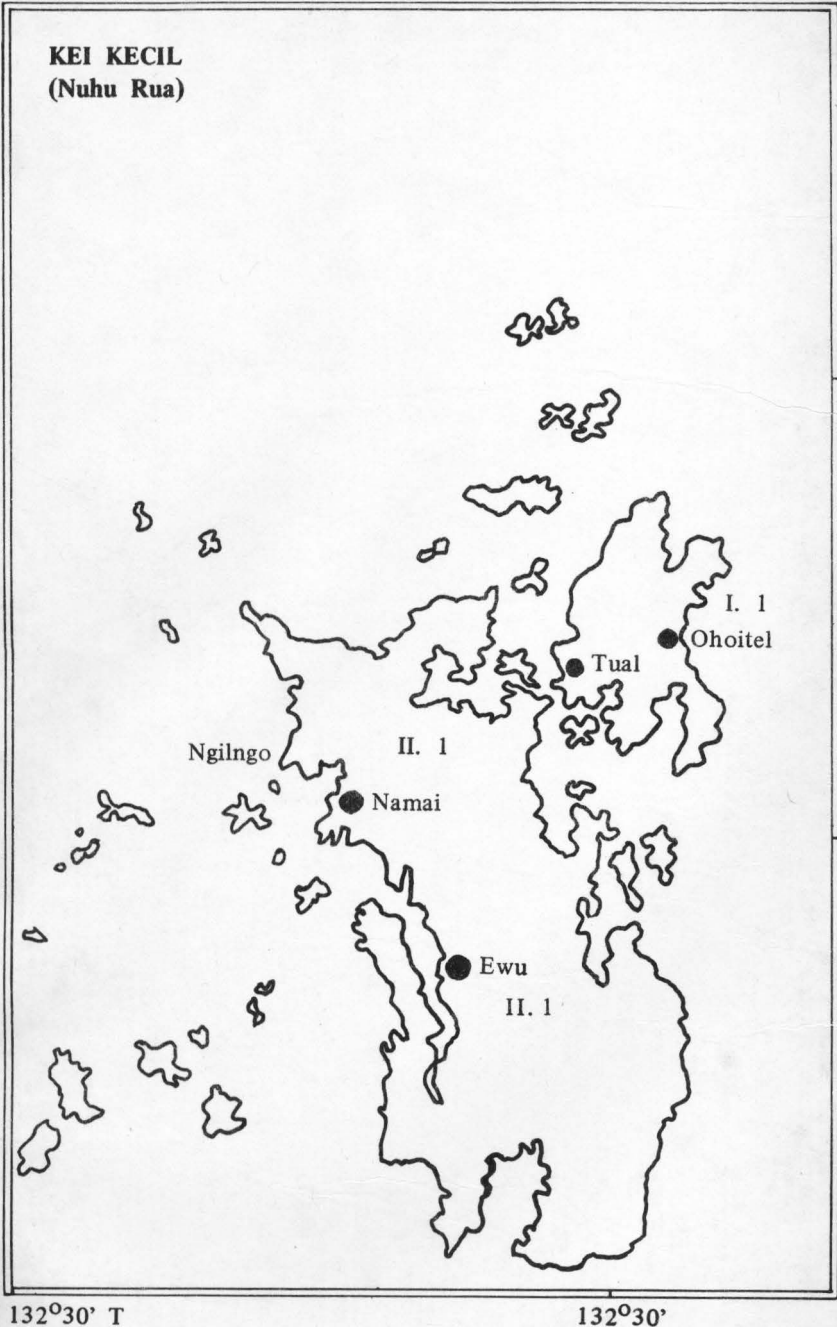 KEI KECIL
(Nuhu Rua)
I. 1
Ohoitel
Tual
Ngilngo
II. 1
Namai
Ewu
II. 1
132°30' T
132°30'